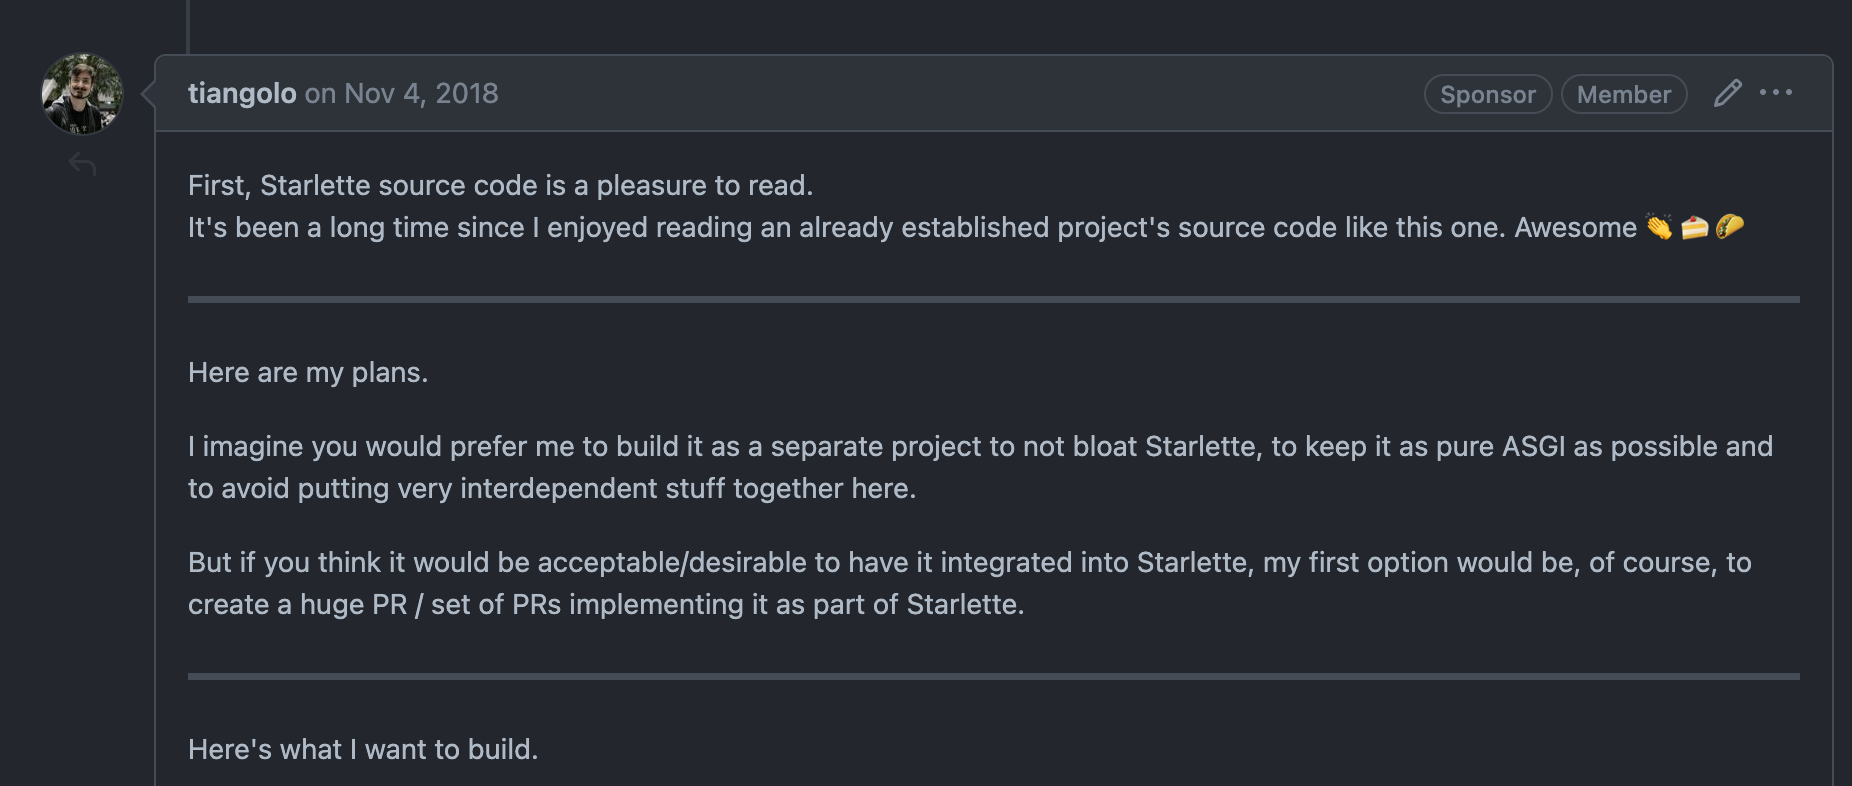 tiangolo on Nov 4, 2018
Sponsor
Member
First, Starlette source code is a pleasure to read.
It's been a long time since I enjoyed reading an already established project's source code like this one. Awesome 👏🍰🌮
Here are my plans.
I imagine you would prefer me to build it as a separate project to not bloat Starlette, to keep it as pure ASGI as possible and
to avoid putting very interdependent stuff together here.
But if you think it would be acceptable/desirable to have it integrated into Starlette, my first option would be, of course, to
create a huge PR / set of PRs implementing it as part of Starlette.
Here's what I want to build.